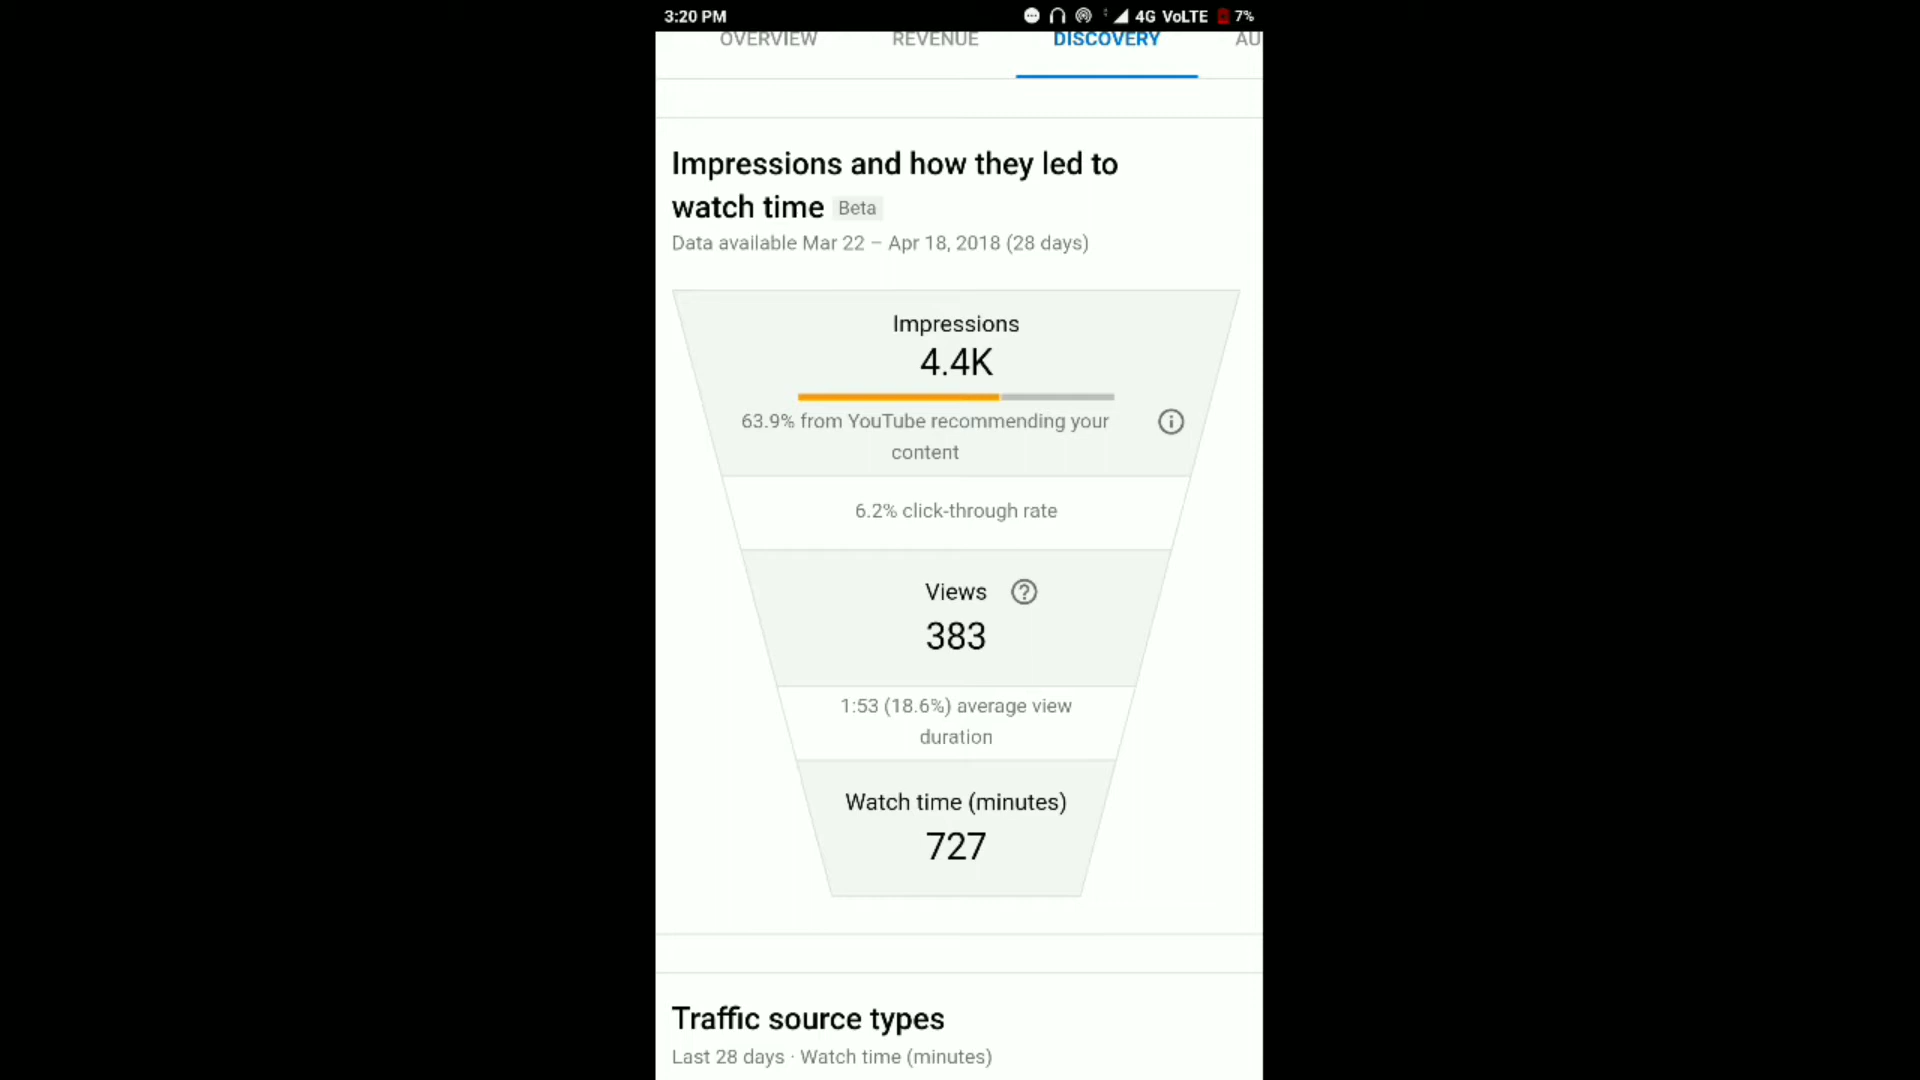 3:20 PM 4G VoLTE 7%
OVERVIEW REVENUE DISCOVERY AU
Impressions and how they led to
watch time Beta
Data available Mar 22 – Apr 18, 2018 (28 days)
Impressions
4.4K
63.9% from YouTube recommending your
content
6.2% click-through rate
Views
383
1:53 (18.6%) average view
duration
Watch time (minutes)
727
Traffic source types
Last 28 days · Watch time (minutes)